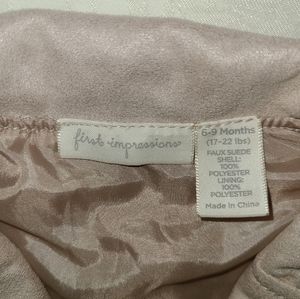 first impressions
6-9 Months
(17-22 lbs)
FAUX SUEDE
SHELL:
100%
POLYESTER
LINING:
100%
POLYESTER
Made In China